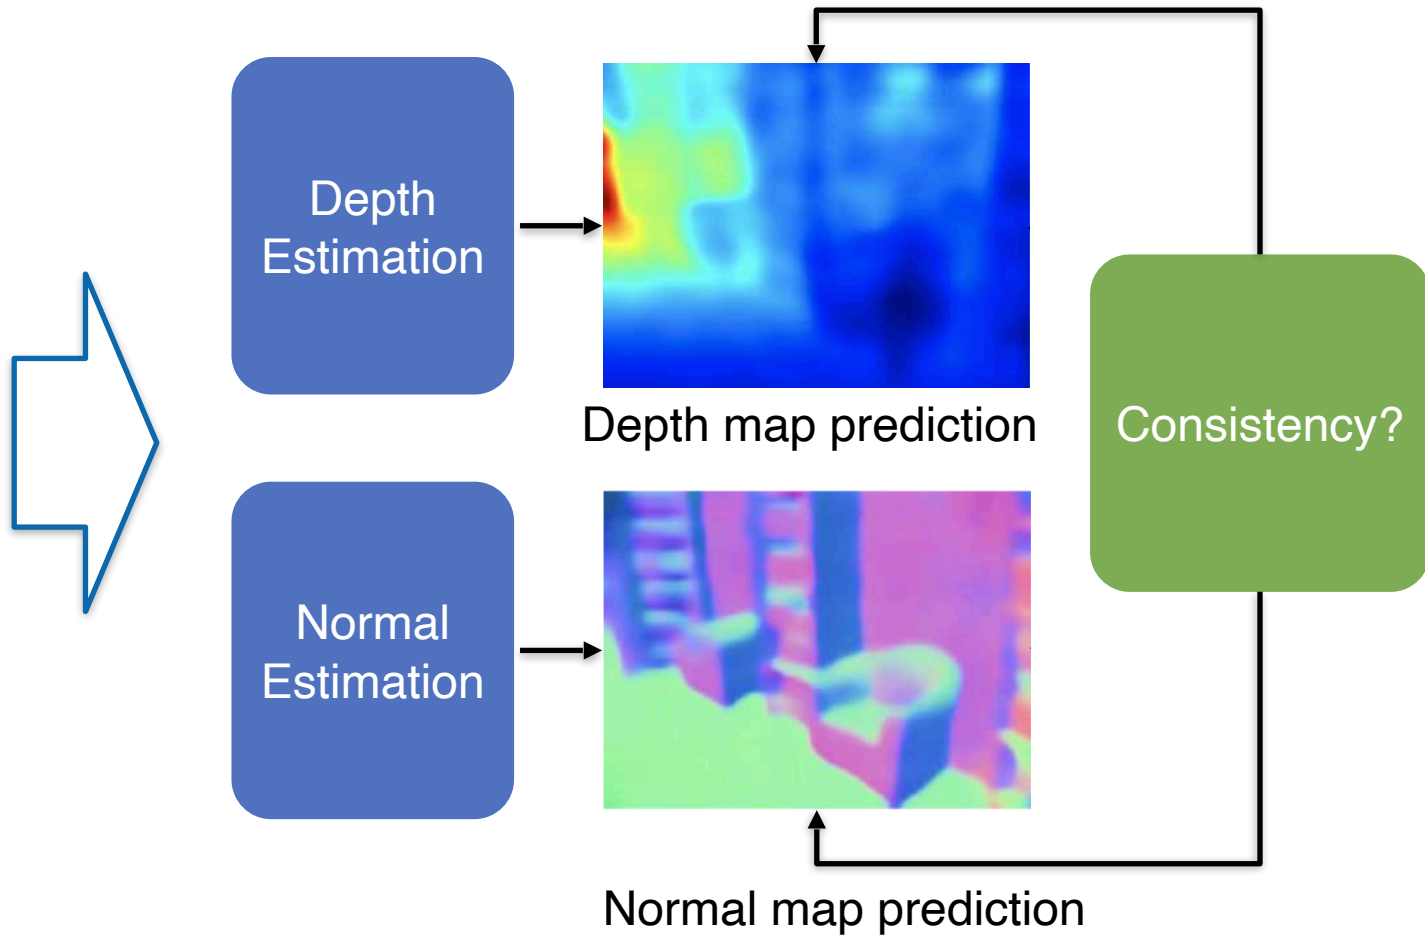 Depth
Estimation
Depth map prediction
Consistency?
Normal
Estimation
Normal map prediction